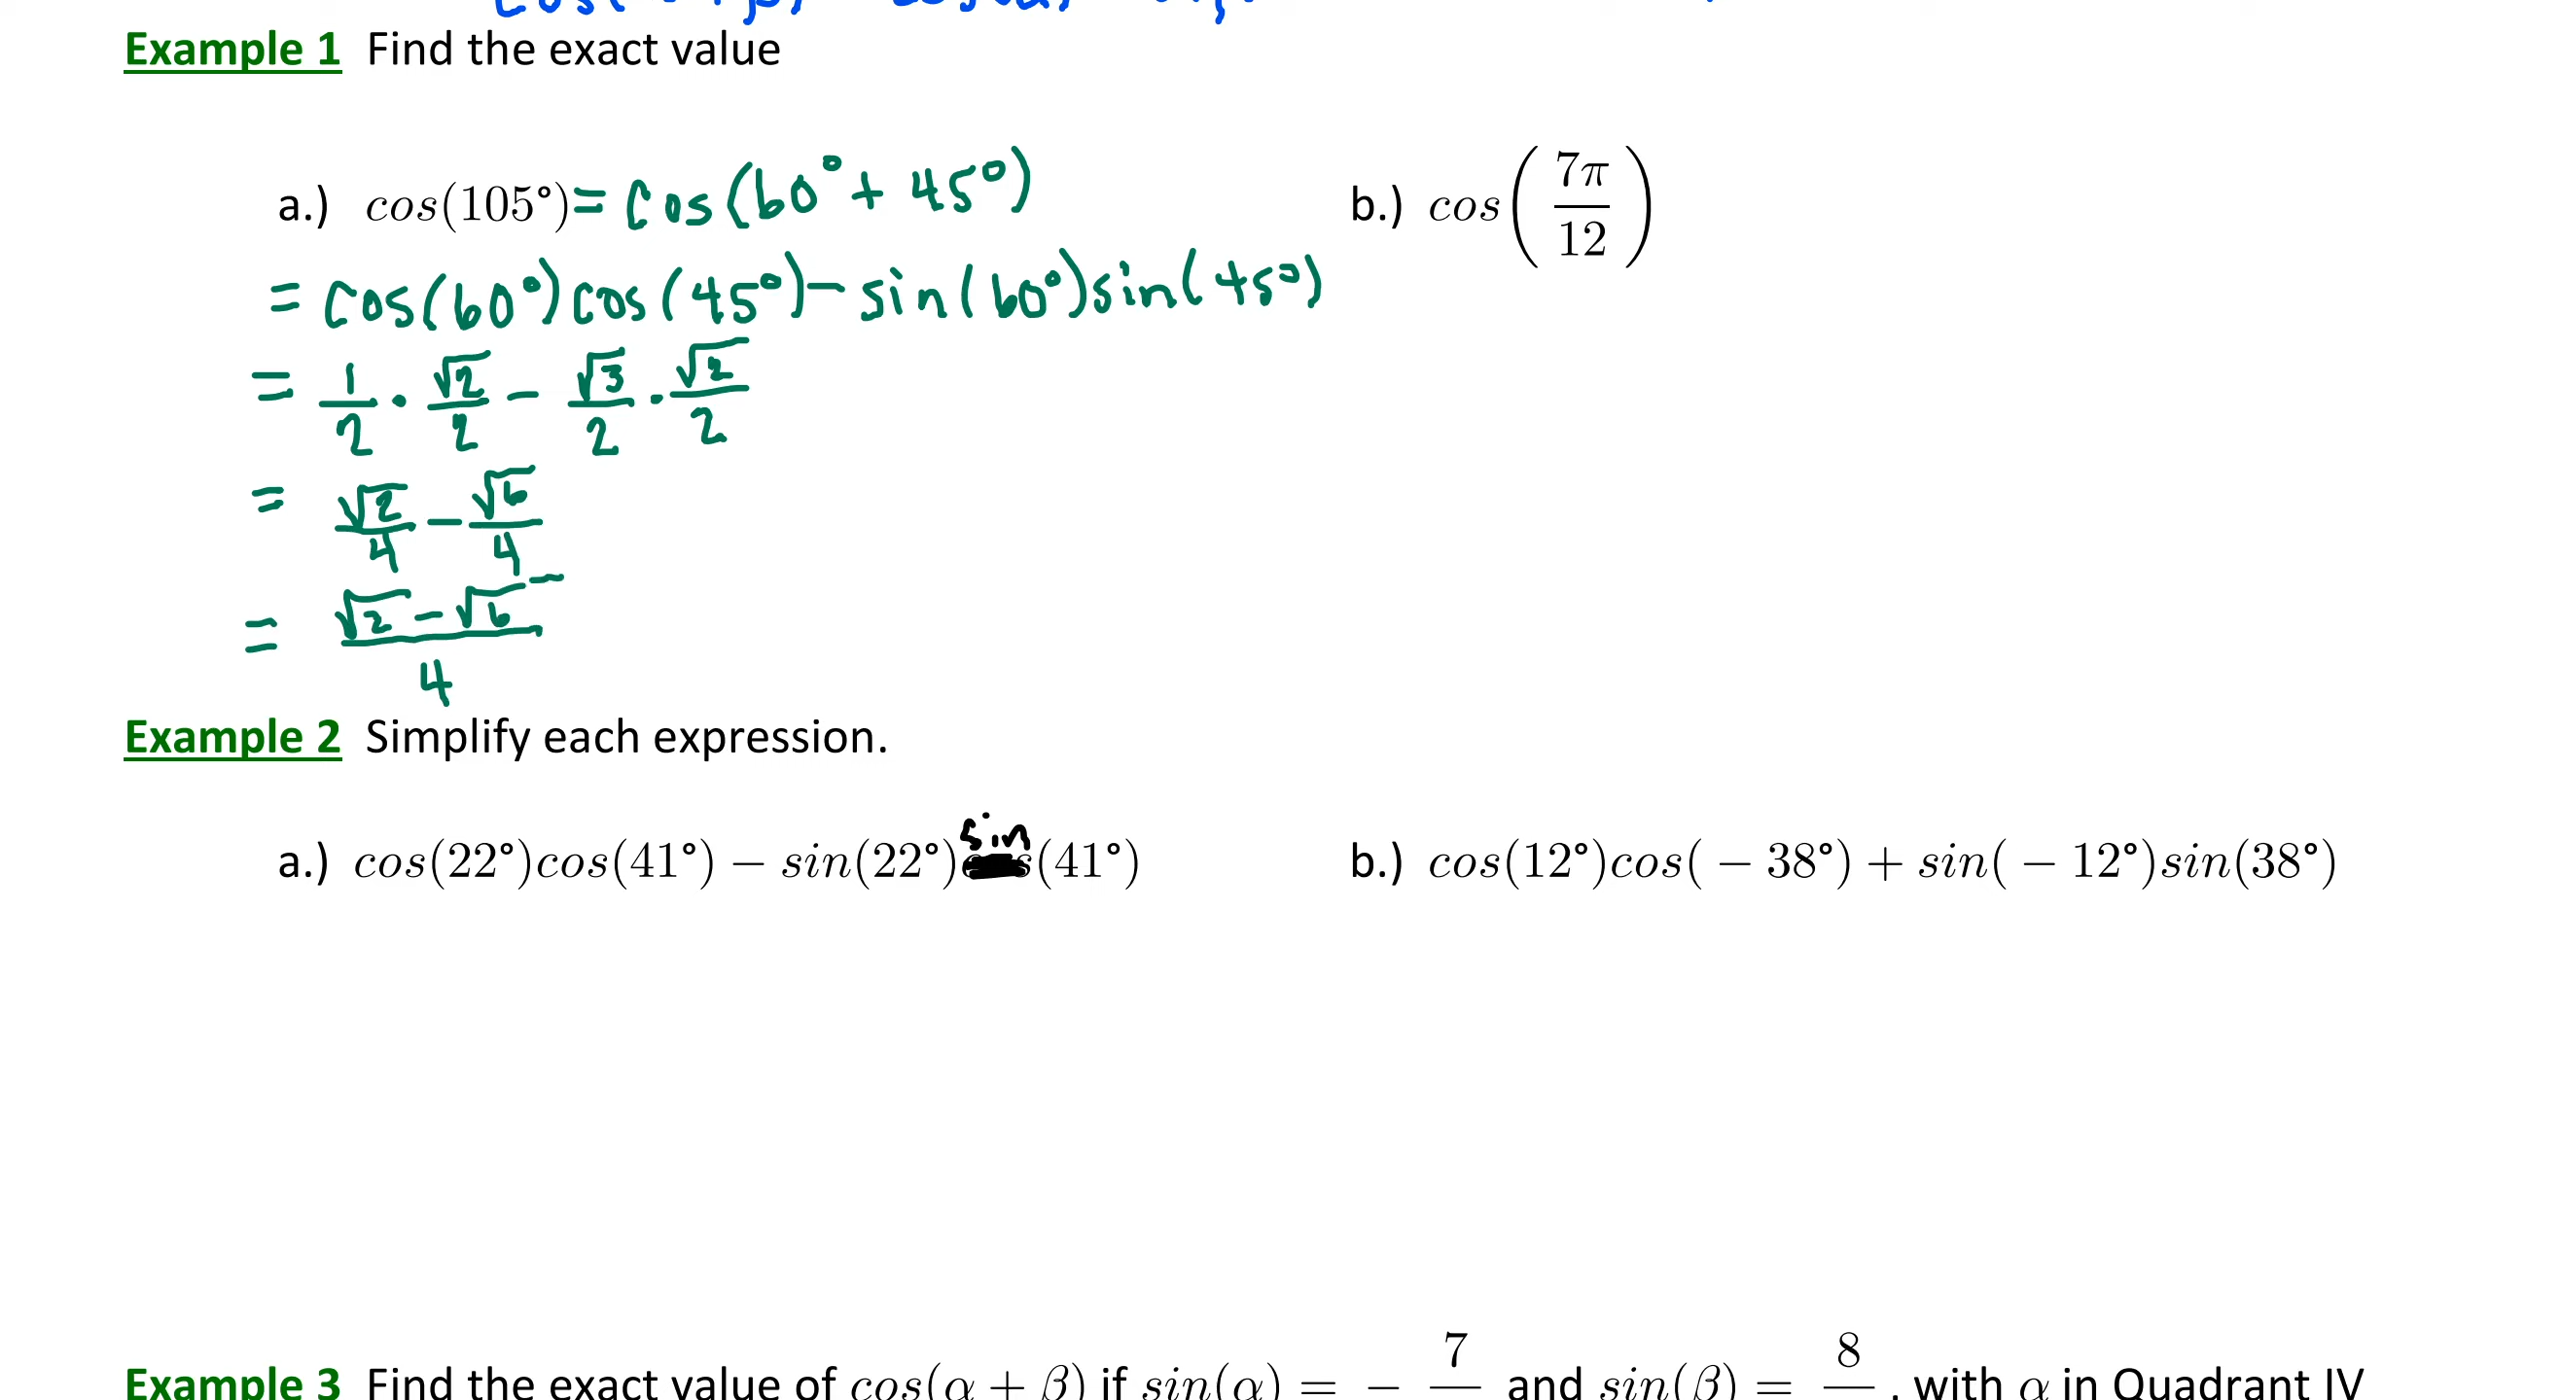 Example 1 Find the exact value
a.) cos(105°) = cos(60° + 45°)
b.) cos(7π/12)
= cos(60°)cos(45°) - sin(60°)sin(45°)
= 1/2 · √2/2 - √3/2 · √2/2
= √2/4 - √6/4
= (√2 - √6)/4
Example 2 Simplify each expression.
a.) cos(22°)cos(41°) − sin(22°)sin(41°)
b.) cos(12°)cos( − 38°) + sin( − 12°)sin(38°)
Example 3 Find the exact value of cos(α + β) if sin(α) = − 7 and sin(β) = 8 , with α in Quadrant IV